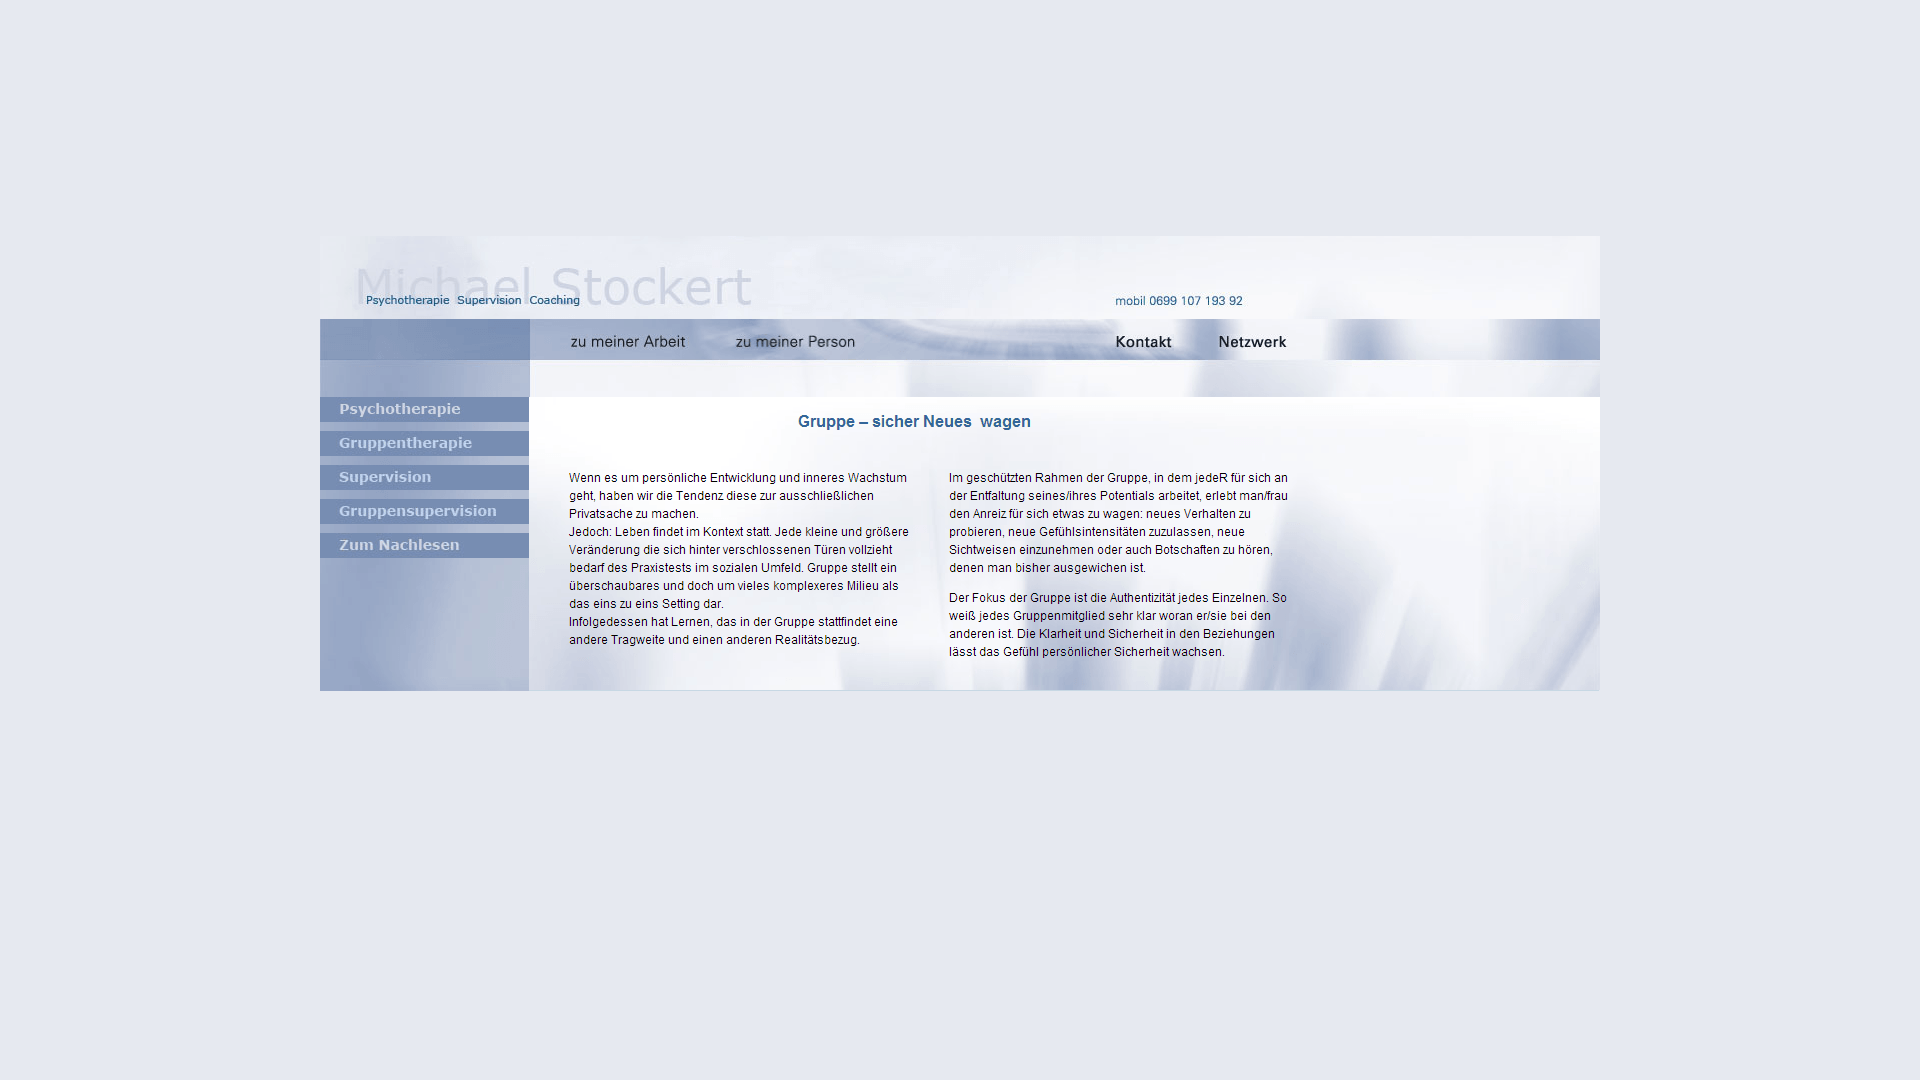 Michael Stockert
Psychotherapie Supervision Coaching
mobil 0699 107 193 92
zu meiner Arbeit
zu meiner Person
Kontakt
Netzwerk
Psychotherapie
Gruppentherapie
Supervision
Gruppensupervision
Zum Nachlesen
Gruppe – sicher Neues wagen
Wenn es um persönliche Entwicklung und inneres Wachstum
geht, haben wir die Tendenz diese zur ausschließlichen
Privatsache zu machen.
Jedoch: Leben findet im Kontext statt. Jede kleine und größere
Veränderung die sich hinter verschlossenen Türen vollzieht
bedarf des Praxistests im sozialen Umfeld. Gruppe stellt ein
überschaubares und doch um vieles komplexeres Milieu als
das eins zu eins Setting dar.
Infolgedessen hat Lernen, das in der Gruppe stattfindet eine
andere Tragweite und einen anderen Realitätsbezug.
Im geschützten Rahmen der Gruppe, in dem jedeR für sich an
der Entfaltung seines/ihres Potentials arbeitet, erlebt man/frau
den Anreiz für sich etwas zu wagen: neues Verhalten zu
probieren, neue Gefühlsintensitäten zuzulassen, neue
Sichtweisen einzunehmen oder auch Botschaften zu hören,
denen man bisher ausgewichen ist.
Der Fokus der Gruppe ist die Authentizität jedes Einzelnen. So
weiß jedes Gruppenmitglied sehr klar woran er/sie bei den
anderen ist. Die Klarheit und Sicherheit in den Beziehungen
lässt das Gefühl persönlicher Sicherheit wachsen.